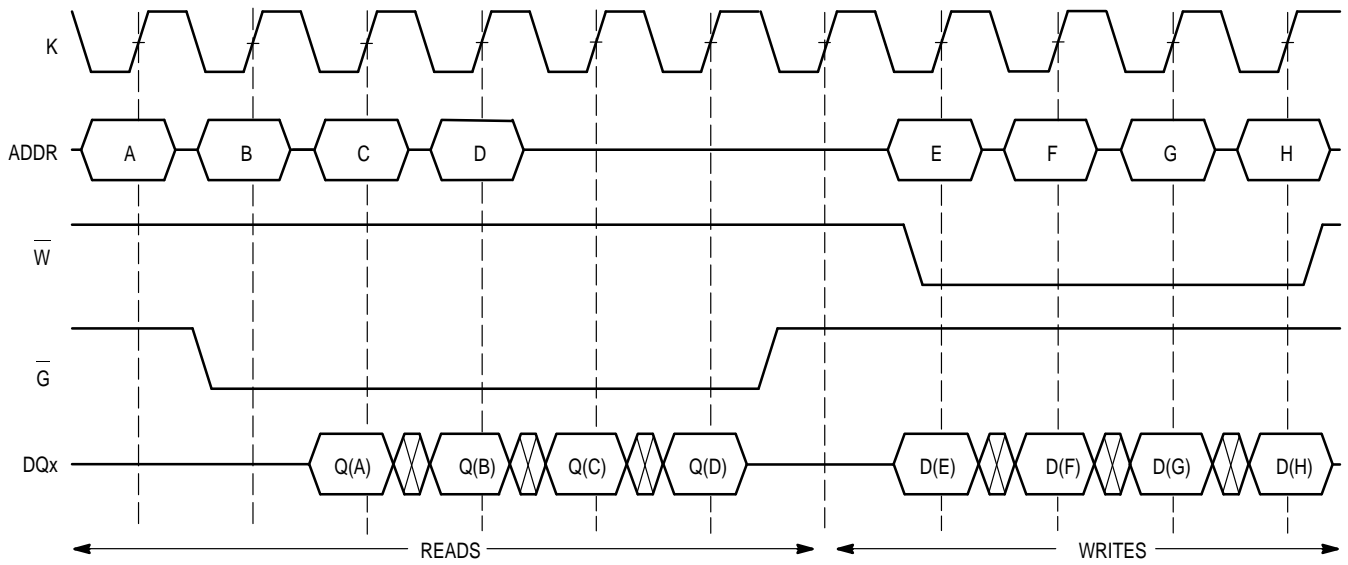 K
ADDR A B C D E F G H
W̅
G̅
DQx Q(A) Q(B) Q(C) Q(D) D(E) D(F) D(G) D(H)
READS WRITES